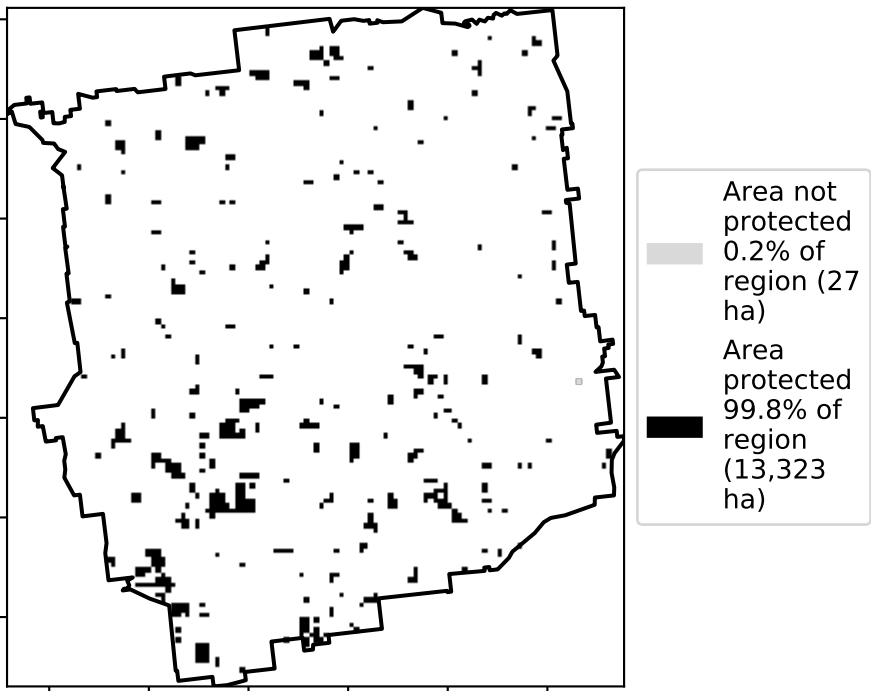 Area not
protected
0.2% of
region (27
ha)
Area
protected
99.8% of
region
(13,323
ha)